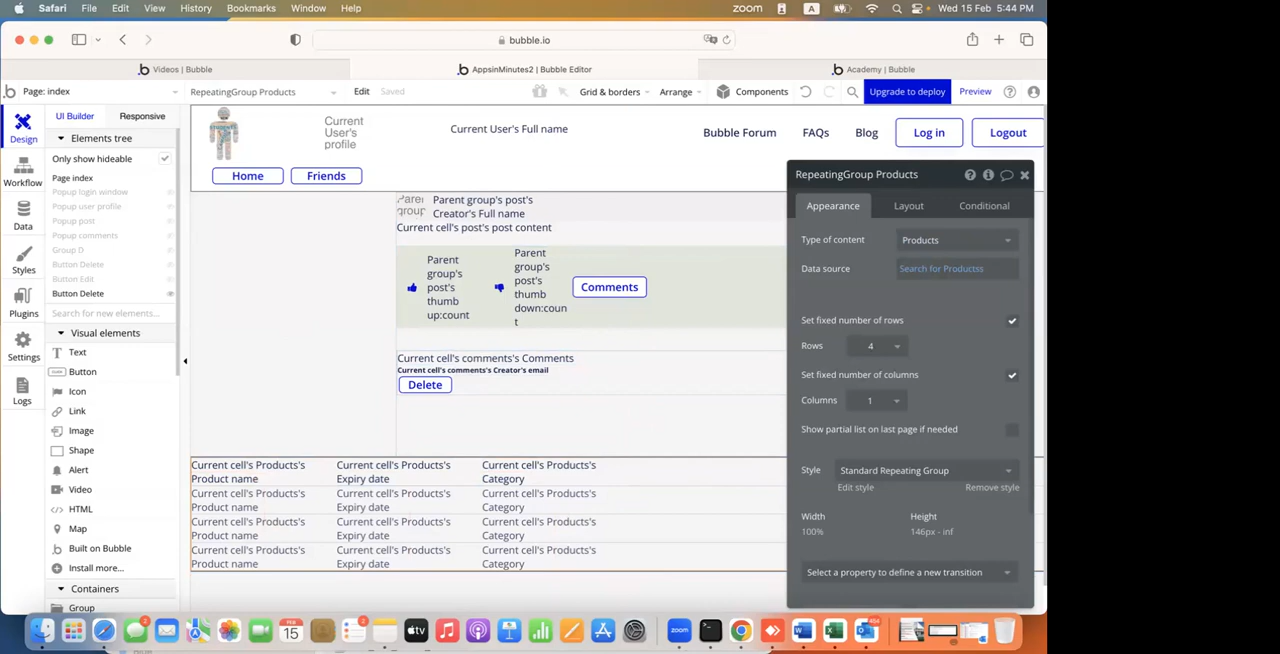 Safari File Edit View History Bookmarks Window Help
zoom A Wed 15 Feb 5:44 PM
bubble.io
Videos | Bubble
AppsinMinutes2 | Bubble Editor
Academy | Bubble
Page: index
RepeatingGroup Products
Edit
Saved
Grid & borders
Arrange
Components
Upgrade to deploy
Preview
Design
Workflow
Data
Styles
Plugins
Settings
Logs
UI Builder
Responsive
Elements tree
Only show hideable
Page index
Popup login window
Popup user profile
Popup post
Popup comments
Group D
Button Delete
Button Edit
Button Delete
Search for new elements...
Visual elements
Text
Button
Icon
Link
Image
Shape
Alert
Video
HTML
Map
Built on Bubble
Install more...
Containers
Group
Current
User's
profile
Current User's Full name
Bubble Forum
FAQs
Blog
Log in
Logout
Home
Friends
Parent
group
Parent group's post's
Creator's Full name
Current cell's post's post content
Parent
group's
post's
thumb
up:count
Parent
group's
post's
thumb
down:coun
t
Comments
Current cell's comments's Comments
Current cell's comments's Creator's email
Delete
Current cell's Products's
Product name
Current cell's Products's
Expiry date
Current cell's Products's
Category
Current cell's Products's
Product name
Current cell's Products's
Expiry date
Current cell's Products's
Category
Current cell's Products's
Product name
Current cell's Products's
Expiry date
Current cell's Products's
Category
Current cell's Products's
Product name
Current cell's Products's
Expiry date
Current cell's Products's
Category
RepeatingGroup Products
Appearance
Layout
Conditional
Type of content
Products
Data source
Search for Productss
Set fixed number of rows
Rows
4
Set fixed number of columns
Columns
1
Show partial list on last page if needed
Style
Standard Repeating Group
Edit style
Remove style
Width
100%
Height
146px - inf
Select a property to define a new transition
2
FEB
15
2
tv
zoom